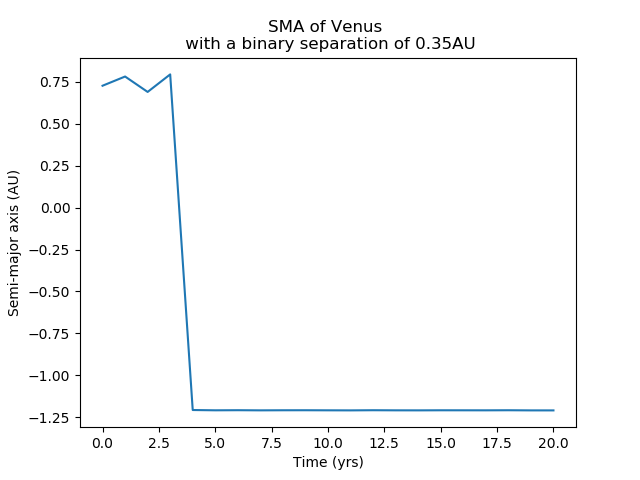 SMA of Venus
with a binary separation of 0.35AU
0.75
0.50
0.25
0.00
−0.25
−0.50
−0.75
−1.00
−1.25
Semi-major axis (AU)
0.0 2.5 5.0 7.5 10.0 12.5 15.0 17.5 20.0
Time (yrs)